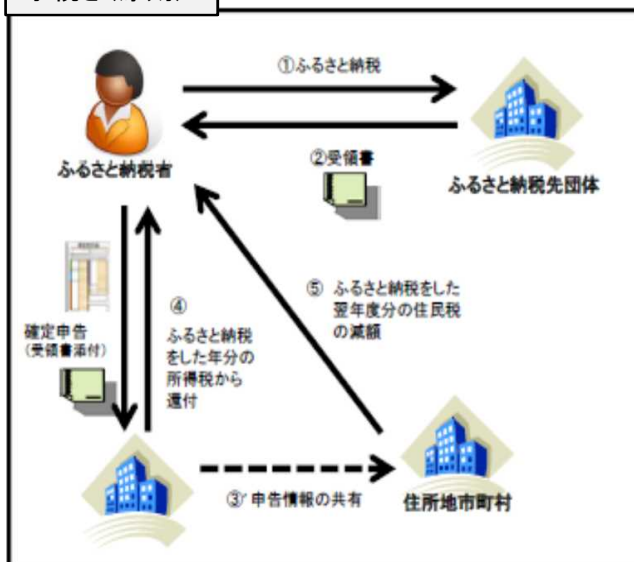 ①ふるさと納税
②受領書
ふるさと納税者
ふるさと納税先団体
⑤ ふるさと納税をした
翌年度分の住民税
の減額
④
ふるさと納税
をした年分の
所得税から
還付
確定申告
(受領書添付)
③’申告情報の共有
住所地市町村